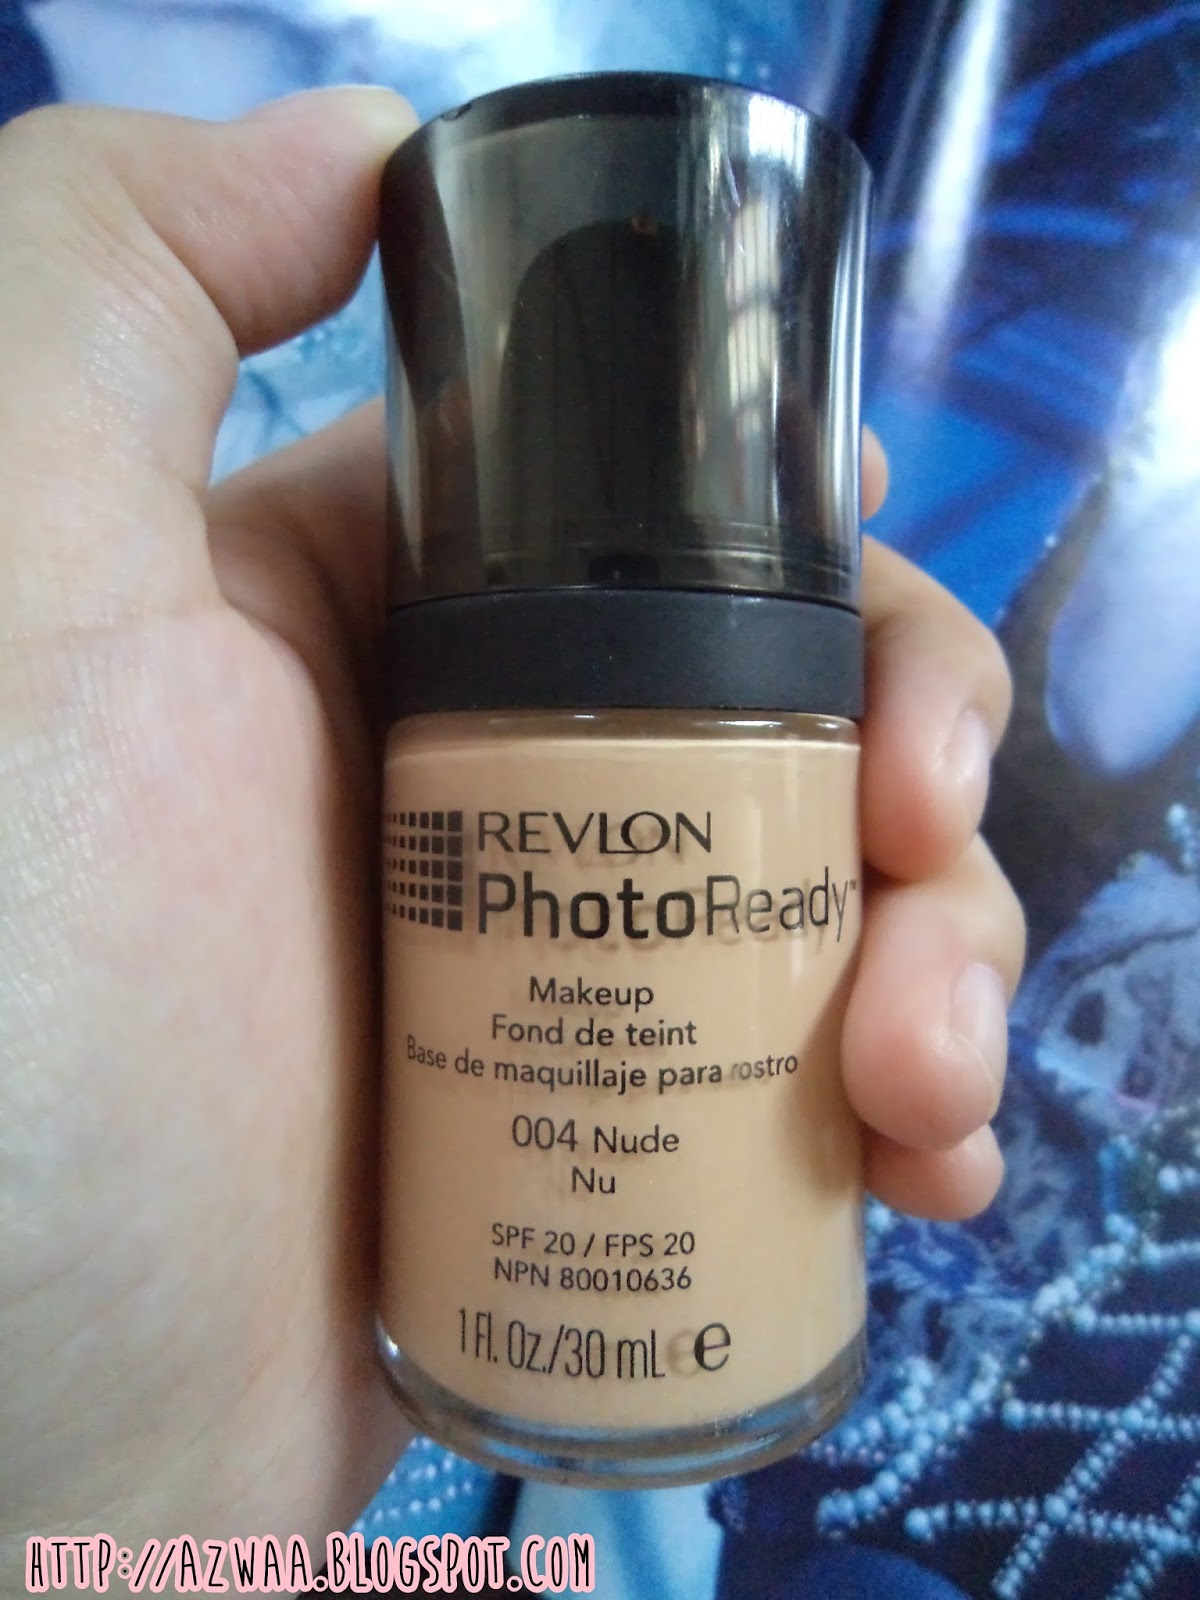 REVLON
PhotoReady™
Makeup
Fond de teint
Base de maquillaje para rostro
004 Nude
Nu
SPF 20 / FPS 20
NPN 80010636
1 Fl. Oz./30 mL e
HTTP://AZWAA.BLOGSPOT.COM